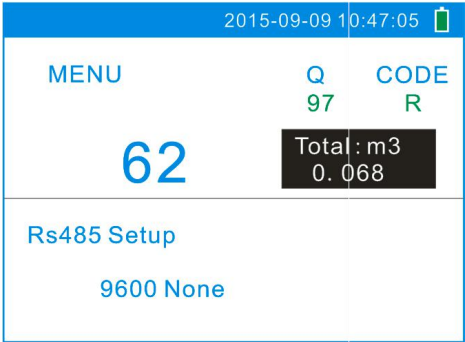 2015-09-09 10:47:05
MENU Q CODE
97 R
62
Total: m3
0.068
Rs485 Setup
9600 None